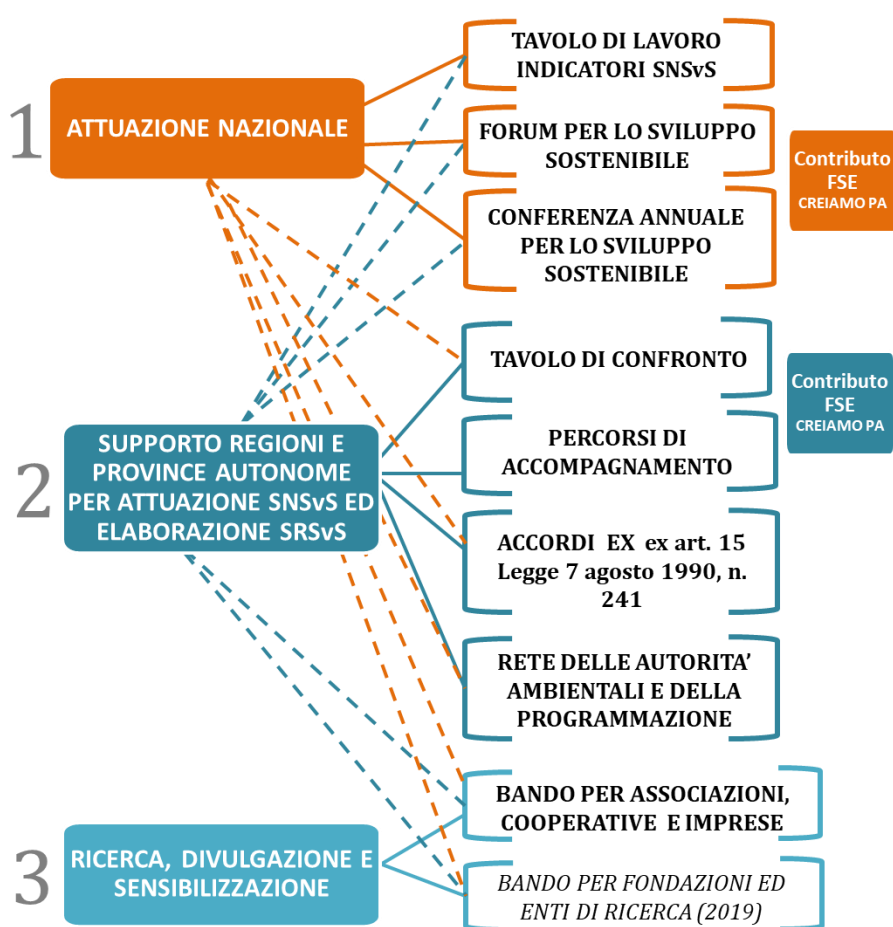 1
ATTUAZIONE NAZIONALE
TAVOLO DI LAVORO
INDICATORI SNSvS
FORUM PER LO SVILUPPO
SOSTENIBILE
CONFERENZA ANNUALE
PER LO SVILUPPO
SOSTENIBILE
Contributo
FSE
CREIAMO PA
2
SUPPORTO REGIONI E
PROVINCE AUTONOME
PER ATTUAZIONE SNSvS ED
ELABORAZIONE SRSvS
TAVOLO DI CONFRONTO
PERCORSI DI
ACCOMPAGNAMENTO
ACCORDI EX ex art. 15
Legge 7 agosto 1990, n.
241
RETE DELLE AUTORITA’
AMBIENTALI E DELLA
PROGRAMMAZIONE
Contributo
FSE
CREIAMO PA
3
RICERCA, DIVULGAZIONE E
SENSIBILIZZAZIONE
BANDO PER ASSOCIAZIONI,
COOPERATIVE E IMPRESE
BANDO PER FONDAZIONI ED
ENTI DI RICERCA (2019)